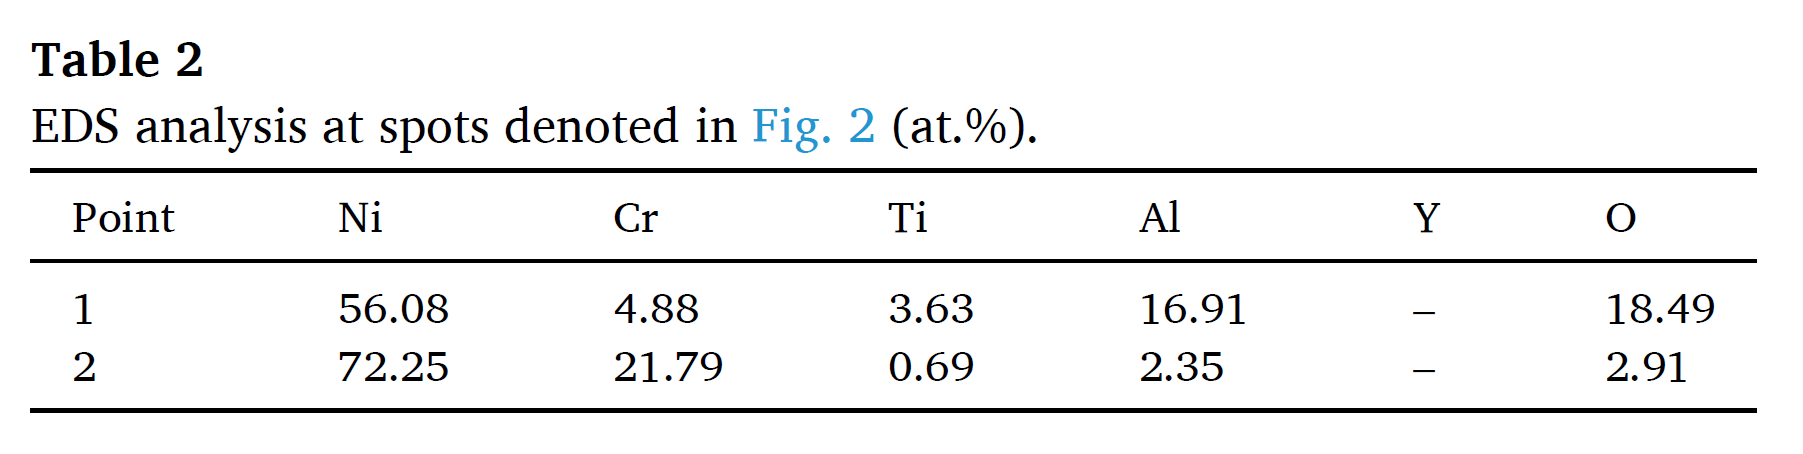 Table 2
EDS analysis at spots denoted in Fig. 2 (at.%).
Point Ni Cr Ti Al Y O
1 56.08 4.88 3.63 16.91 – 18.49
2 72.25 21.79 0.69 2.35 – 2.91